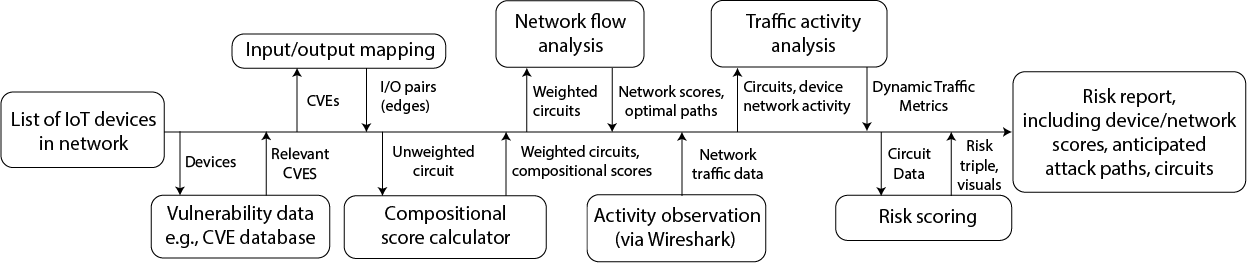 List of IoT devices
in network
Devices
Vulnerability data
e.g., CVE database
Relevant
CVES
CVEs
Input/output mapping
I/O pairs
(edges)
Unweighted
circuit
Compositional
score calculator
Weighted circuits,
compositional scores
Weighted
circuits
Network flow
analysis
Network scores,
optimal paths
Activity observation
(via Wireshark)
Network
traffic data
Circuits, device
network activity
Traffic activity
analysis
Dynamic Traffic
Metrics
Circuit
Data
Risk scoring
Risk
triple,
visuals
Risk report,
including device/network
scores, anticipated
attack paths, circuits